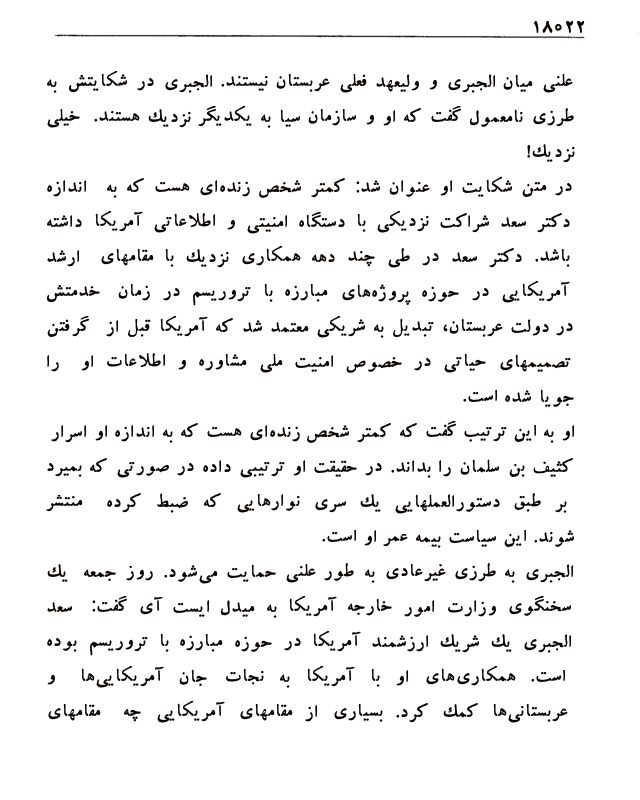 ۱۸۰۲۲
علنی میان الجبری و ولیعهد فعلی عربستان نیستند. الجبری در شکایتش به
طرزی نامعمول گفت که او و سازمان سیا به یکدیگر نزدیك هستند. خیلی
نزدیك!
در متن شکایت او عنوان شد: کمتر شخص زنده‌ای هست که به اندازه
دکتر سعد شراکت نزدیکی با دستگاه امنیتی و اطلاعاتی آمریکا داشته
باشد. دکتر سعد در طی چند دهه همکاری نزدیك با مقامهای ارشد
آمریکایی در حوزه پروژه‌های مبارزه با تروریسم در زمان خدمتش
در دولت عربستان، تبدیل به شریکی معتمد شد که آمریکا قبل از گرفتن
تصمیمهای حیاتی در خصوص امنیت ملی مشاوره و اطلاعات او را
جویا شده است.
او به این ترتیب گفت که کمتر شخص زنده‌ای هست که به اندازه او اسرار
کثیف بن سلمان را بداند. در حقیقت او ترتیبی داده در صورتی که بمیرد
بر طبق دستورالعملهایی یك سری نوارهایی که ضبط کرده منتشر
شوند. این سیاست بیمه عمر او است.
الجبری به طرزی غیرعادی به طور علنی حمایت می‌شود. روز جمعه یك
سخنگوی وزارت امور خارجه آمریکا به میدل ایست آی گفت: سعد
الجبری یك شریك ارزشمند آمریکا در حوزه مبارزه با تروریسم بوده
است. همکاری‌های او با آمریکا به نجات جان آمریکایی‌ها و
عربستانی‌ها کمك کرد. بسیاری از مقامهای آمریکایی چه مقامهای